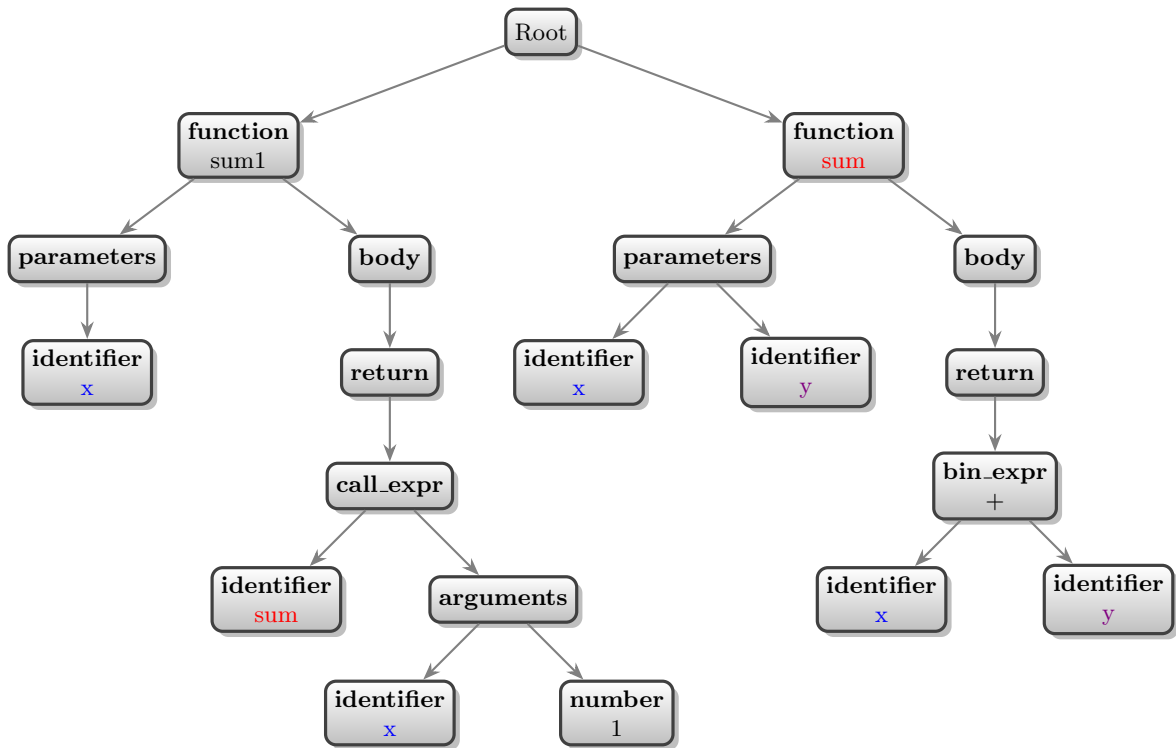 Root
function
sum1
function
sum
parameters
body
parameters
body
identifier
x
return
identifier
x
identifier
y
return
call_expr
bin_expr
+
identifier
sum
arguments
identifier
x
identifier
y
identifier
x
number
1